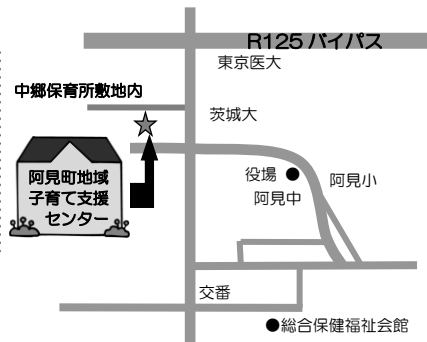 R125 バイパス
東京医大
中郷保育所敷地内
茨城大
阿見町地域
子育て支援
センター
役場 ●
阿見小
阿見中
交番
●総合保健福祉会館